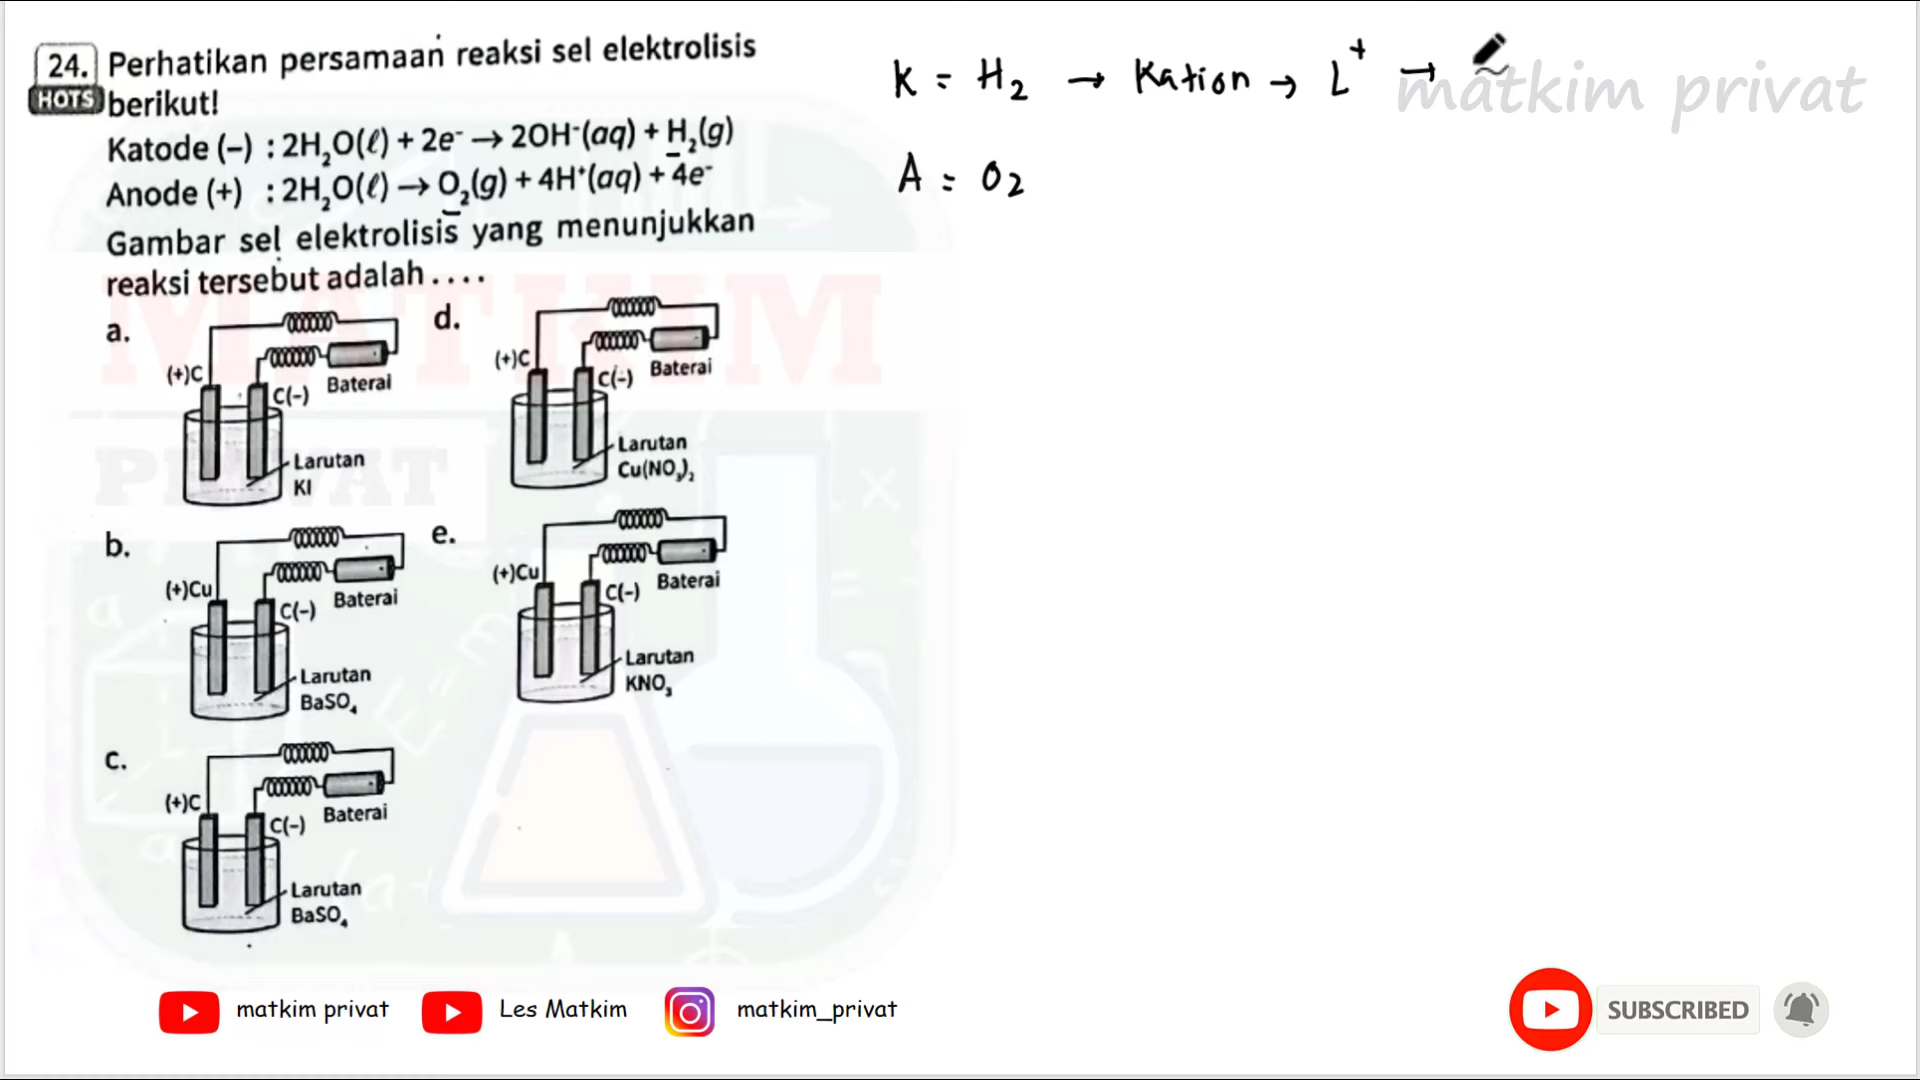 24. Perhatikan persamaan reaksi sel elektrolisis
HOTS berikut!
Katode (–) : 2H₂O(ℓ) + 2e⁻ → 2OH⁻(aq) + H₂(g)
Anode (+) : 2H₂O(ℓ) → O₂(g) + 4H⁺(aq) + 4e⁻
Gambar sel elektrolisis yang menunjukkan
reaksi tersebut adalah . . . .
a.
(+)C
C(–)
Baterai
Larutan
KI
b.
(+)Cu
C(–)
Baterai
Larutan
BaSO₄
c.
(+)C
C(–)
Baterai
Larutan
BaSO₄
d.
(+)C
C(–)
Baterai
Larutan
Cu(NO₃)₂
e.
(+)Cu
C(–)
Baterai
Larutan
KNO₃
K = H₂ → Kation → L⁺ →
A = O₂
matkim privat
MATKIM
PRIVAT
matkim privat
Les Matkim
matkim_privat
SUBSCRIBED